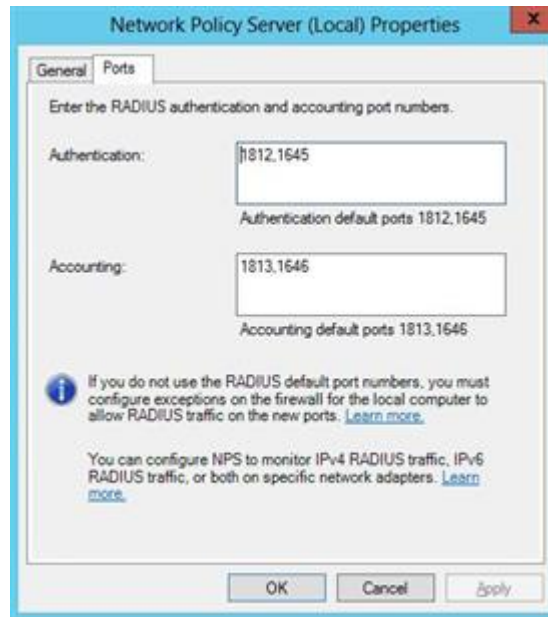 Network Policy Server (Local) Properties
x
General Ports
Enter the RADIUS authentication and accounting port numbers.
Authentication:
1812,1645
Authentication default ports 1812,1645
Accounting:
1813,1646
Accounting default ports 1813,1646
If you do not use the RADIUS default port numbers, you must
configure exceptions on the firewall for the local computer to
allow RADIUS traffic on the new ports. Learn more.
You can configure NPS to monitor IPv4 RADIUS traffic, IPv6
RADIUS traffic, or both on specific network adapters. Learn
more.
OK Cancel Apply